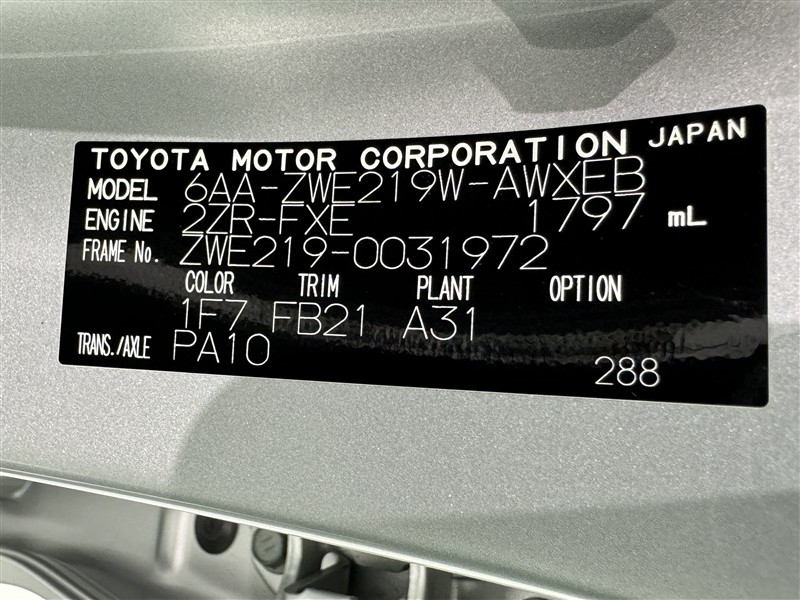 TOYOTA MOTOR CORPORATION JAPAN
MODEL 6AA-ZWE219W-AWXEB
ENGINE 2ZR-FXE 1797 mL
FRAME No. ZWE219-0031972
COLOR TRIM PLANT OPTION
1F7 FB21 A31
TRANS./AXLE PA10
288